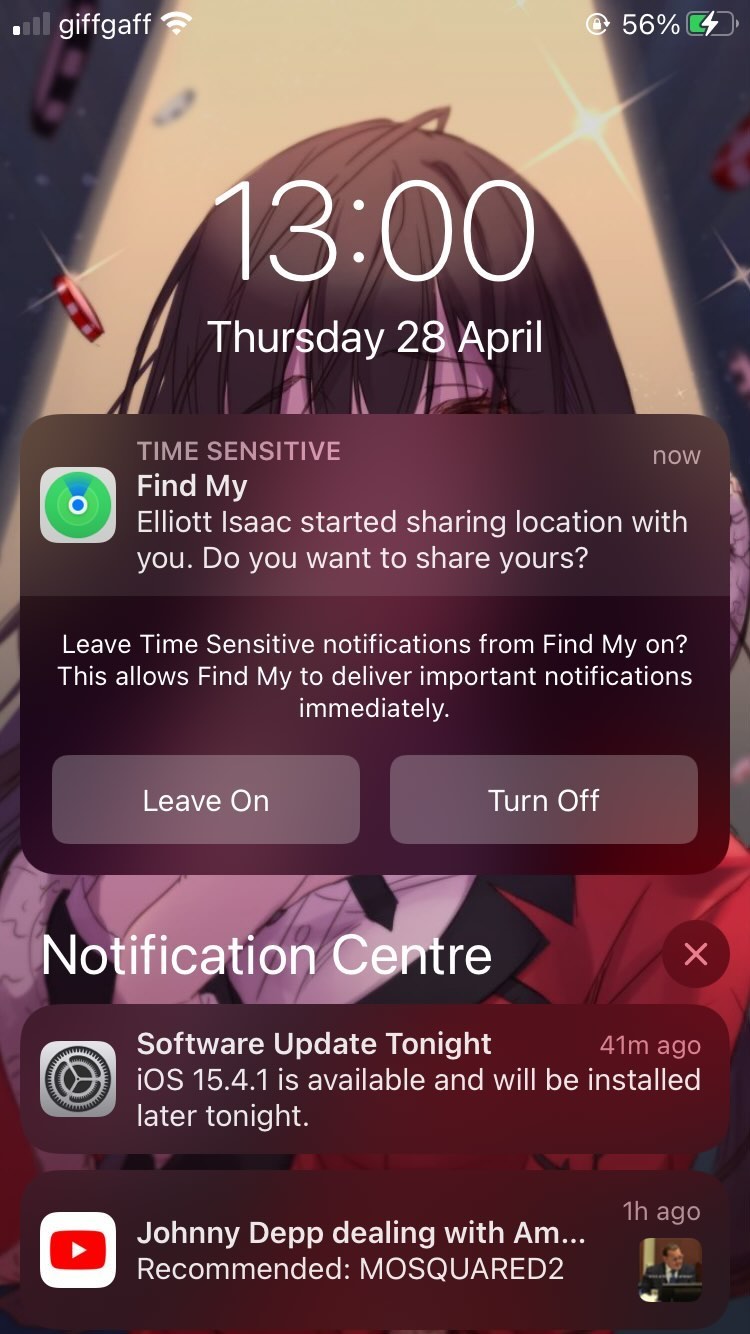 giffgaff 56%
13:00
Thursday 28 April
TIME SENSITIVE now
Find My
Elliott Isaac started sharing location with
you. Do you want to share yours?
Leave Time Sensitive notifications from Find My on?
This allows Find My to deliver important notifications
immediately.
Leave On Turn Off
Notification Centre
Software Update Tonight 41m ago
iOS 15.4.1 is available and will be installed
later tonight.
1h ago
Johnny Depp dealing with Am...
Recommended: MOSQUARED2